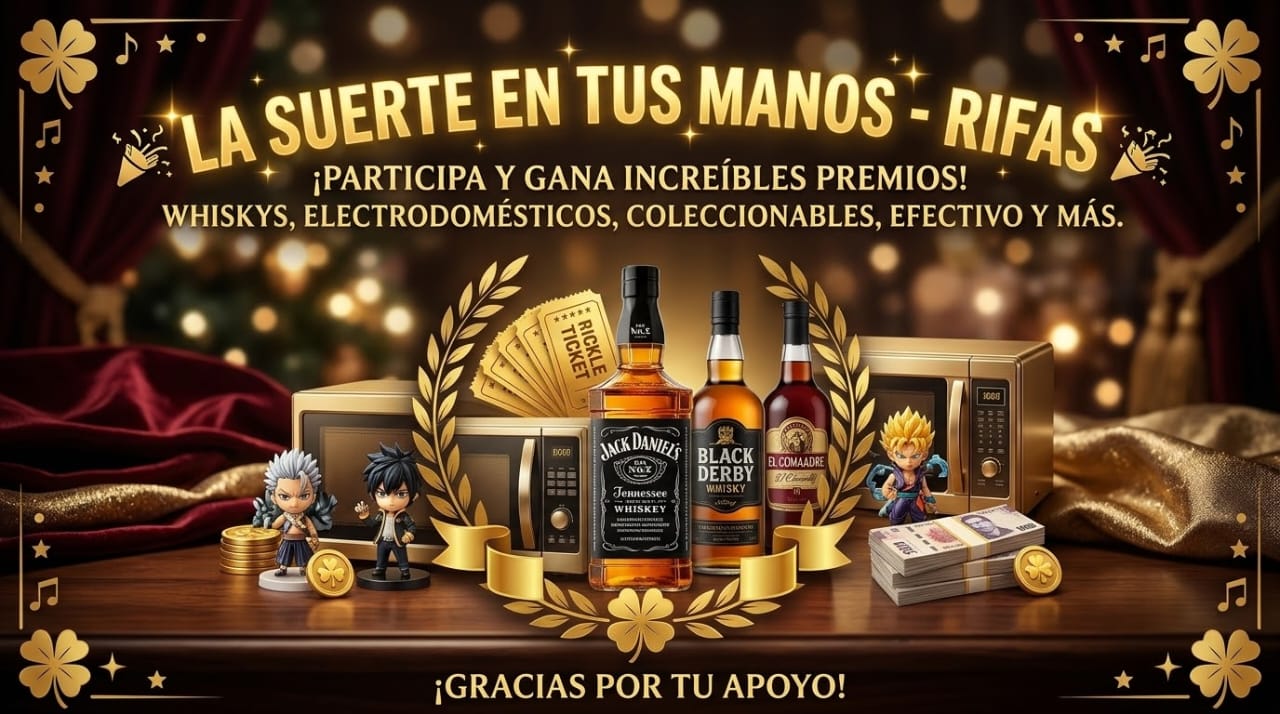 LA SUERTE EN TUS MANOS - RIFAS
¡PARTICIPA Y GANA INCREÍBLES PREMIOS!
WHISKYS, ELECTRODOMÉSTICOS, COLECCIONABLES, EFECTIVO Y MÁS.
RICKLE
TICKET
JACK DANIEL'S
Tennessee
WHISKEY
BLACK
DERBY
WMISKY
EL COMAADRE
¡GRACIAS POR TU APOYO!